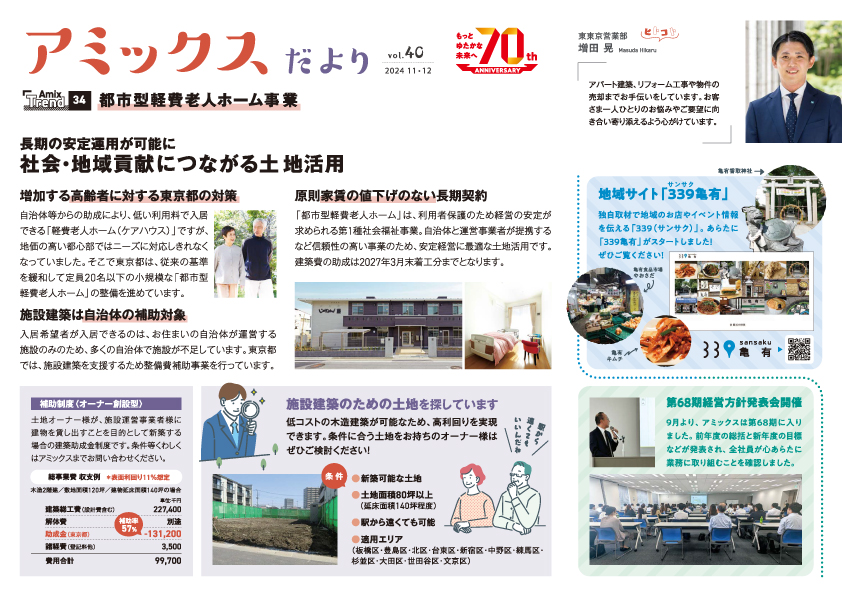 アミックスだより
vol.40
2024 11・12
もっと
ゆたかな
未来へ
70th
ANNIVERSARY
Amix
Trend 34 都市型軽費老人ホーム事業
長期の安定運用が可能に
社会・地域貢献につながる土地活用
増加する高齢者に対する東京都の対策
自治体等からの助成により、低い利用料で入居
できる「軽費老人ホーム(ケアハウス)」ですが、
地価の高い都心部ではニーズに対応しきれなく
なっていました。そこで東京都は、従来の基準
を緩和して定員20名以下の小規模な「都市型
軽費老人ホーム」の整備を進めています。
施設建築は自治体の補助対象
入居希望者が入居できるのは、お住まいの自治体が運営する
施設のみのため、多くの自治体で施設が不足しています。東京都
では、施設建築を支援するため整備費補助事業を行っています。
原則家賃の値下げのない長期契約
「都市型軽費老人ホーム」は、利用者保護のため経営の安定が
求められる第1種社会福祉事業。自治体と運営事業者が提携する
など信頼性の高い事業のため、安定経営に最適な土地活用です。
建築費の助成は2027年3月末着工分までとなります。
補助制度(オーナー創設型)
土地オーナー様が、施設運営事業者様に
建物を貸し出すことを目的として新築する
場合の建築助成金制度です。条件等くわしく
はアミックスまでお問い合わせください。
総事業費 収支例 *表面利回り11%想定
木造2階建/敷地面積120坪/建物延床面積140坪の場合
単位:千円
建築総工費(設計費含む) 227,400
解体費 別途
補助率
57%
助成金(東京都) -131,200
諸経費(登記料他) 3,500
費用合計 99,700
施設建築のための土地を探しています
低コストの木造建築が可能なため、高利回りを実現
できます。条件に合う土地をお持ちのオーナー様は
ぜひご検討ください!
駅から
遠くても
いいんだね
条件
●新築可能な土地
●土地面積80坪以上
(延床面積140坪程度)
●駅から遠くても可能
●適用エリア
(板橋区・豊島区・北区・台東区・新宿区・中野区・練馬区・
杉並区・大田区・世田谷区・文京区)
東東京営業部
増田 晃 Masuda Hikaru
ヒトコト
アパート建築、リフォーム工事や物件の
売却までお手伝いをしています。お客
さま一人ひとりのお悩みやご要望に向
き合い寄り添えるよう心がけています。
亀有香取神社
サンサク
地域サイト「339亀有」
独自取材で地域のお店やイベント情報
を伝える「339(サンサク)」。あらたに
「339亀有」がスタートしました!
ぜひご覧ください!
亀有食品市場
やおさだ
亀有
キムチ
339 sansaku
亀有
第68期経営方針発表会開催
9月より、アミックスは第68期に入り
ました。前年度の総括と新年度の目標
などが発表され、全社員が心あらたに
業務に取り組むことを確認しました。